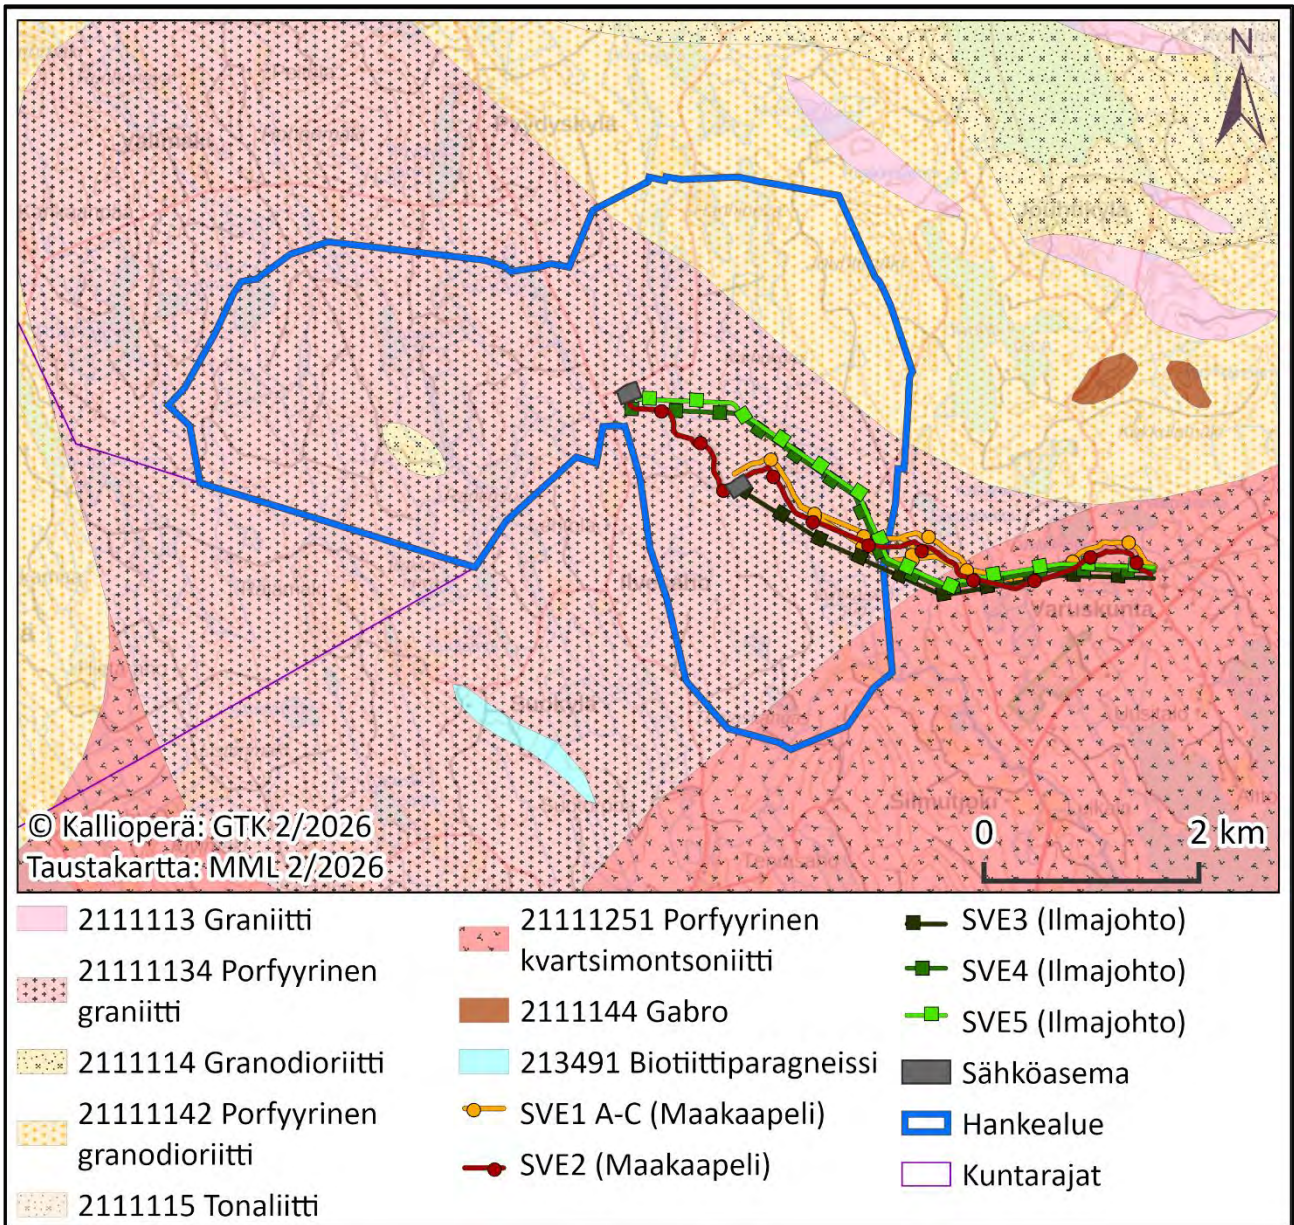 N
Varuskunta
Silmutjoki
0 2 km
© Kallioperä: GTK 2/2026
Taustakartta: MML 2/2026
2111113 Graniitti
21111134 Porfyyrinen
graniitti
2111114 Granodioriitti
21111142 Porfyyrinen
granodioriitti
2111115 Tonaliitti
21111251 Porfyyrinen
kvartsimontsoniitti
2111144 Gabro
213491 Biotiittiparagneissi
SVE1 A-C (Maakaapeli)
SVE2 (Maakaapeli)
SVE3 (Ilmajohto)
SVE4 (Ilmajohto)
SVE5 (Ilmajohto)
Sähköasema
Hankealue
Kuntarajat